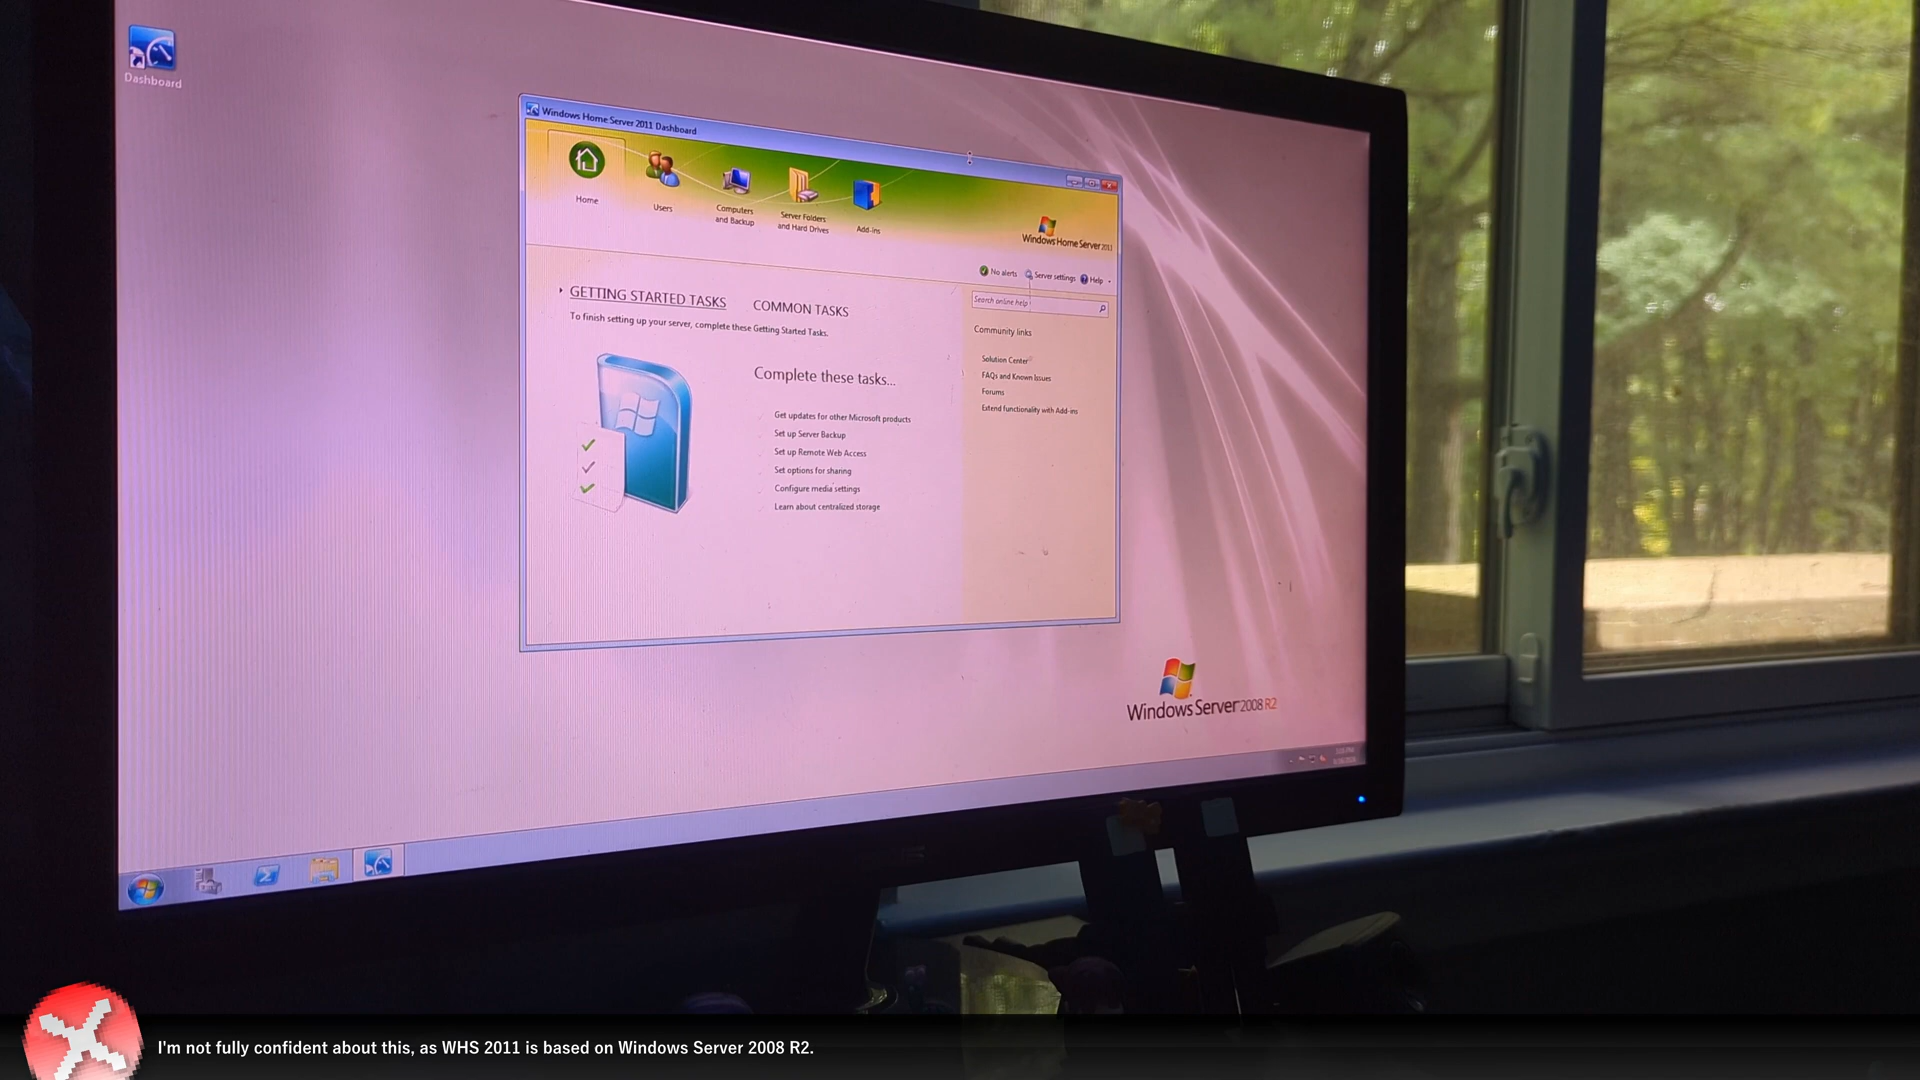 Dashboard
Windows Home Server 2011 Dashboard
Home
Users
Computers
and Backup
Server Folders
and Hard Drives
Add-ins
Windows Home Server 2011
No alerts
Server settings
Help
GETTING STARTED TASKS
COMMON TASKS
To finish setting up your server, complete these Getting Started Tasks.
Search online help
Complete these tasks...
Get updates for other Microsoft products
Set up Server Backup
Set up Remote Web Access
Set options for sharing
Configure media settings
Learn about centralized storage
Community links
Solution Center
FAQs and Known Issues
Forums
Extend functionality with Add-ins
Windows Server 2008 R2
I'm not fully confident about this, as WHS 2011 is based on Windows Server 2008 R2.